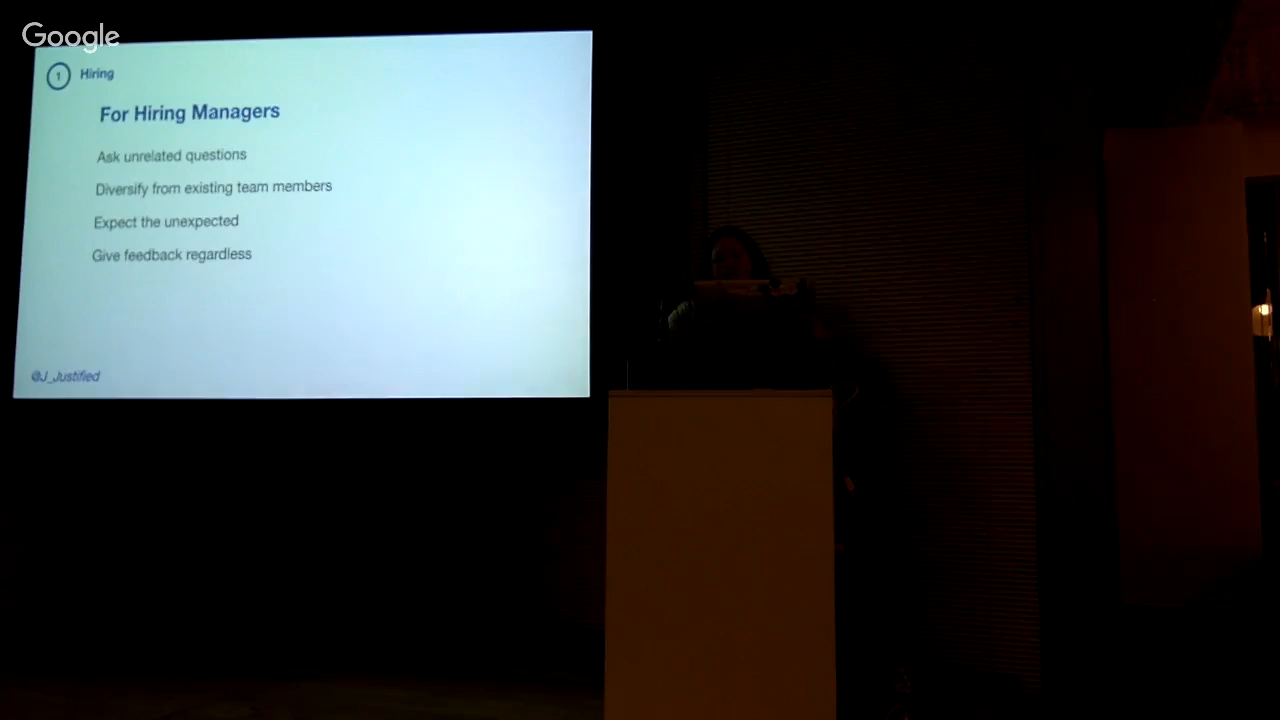 Google
1 Hiring
For Hiring Managers
Ask unrelated questions
Diversify from existing team members
Expect the unexpected
Give feedback regardless
@J_Justified